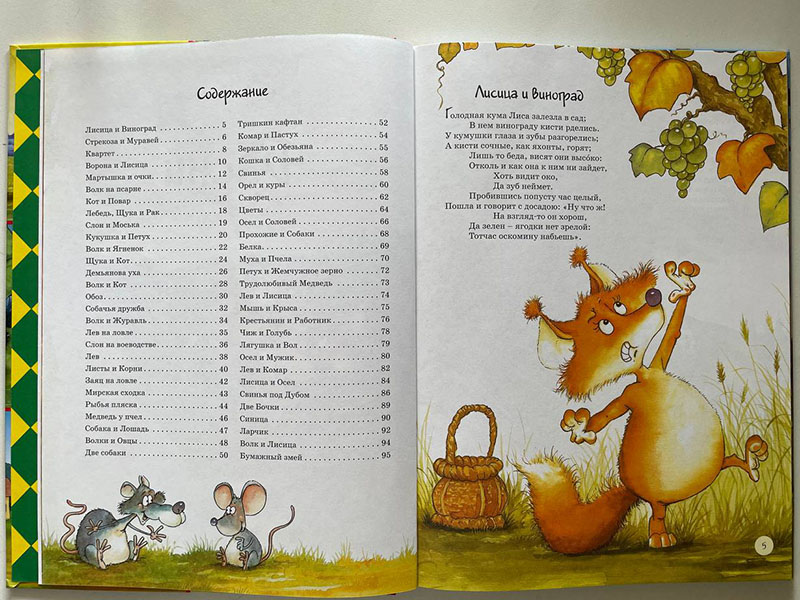 Содержание
Лисица и Виноград 5
Стрекоза и Муравей 6
Квартет 8
Ворона и Лисица 10
Мартышка и очки 12
Волк на псарне 14
Кот и Повар 16
Лебедь, Щука и Рак 18
Слон и Моська 19
Кукушка и Петух 20
Волк и Ягненок 22
Щука и Кот 24
Демьянова уха 26
Волк и Кот 28
Обоз 30
Собачья дружба 32
Волк и Журавль 34
Лев на ловле 35
Слон на воеводстве 36
Лев 38
Листы и Корни 40
Заяц на ловле 42
Мирская сходка 43
Рыбья пляска 44
Медведь у пчел 46
Собака и Лошадь 47
Волки и Овцы 48
Две собаки 50
Тришкин кафтан 52
Комар и Пастух 54
Зеркало и Обезьяна 55
Кошка и Соловей 56
Свинья 58
Орел и куры 60
Скворец 62
Цветы 64
Осел и Соловей 66
Прохожие и Собаки 68
Белка 69
Муха и Пчела 70
Петух и Жемчужное зерно 72
Трудолюбивый Медведь 73
Лев и Лисица 74
Мышь и Крыса 75
Крестьянин и Работник 76
Чиж и Голубь 78
Лягушка и Вол 79
Осел и Мужик 80
Лев и Комар 82
Лисица и Осел 84
Свинья под Дубом 86
Две Бочки 89
Синица 90
Ларчик 92
Волк и Лисица 94
Бумажный змей 95
Лисица и виноград
Голодная кума Лиса залезла в сад;
В нем винограду кисти рделись.
У кумушки глаза и зубы разгорелись;
А кисти сочные, как яхонты, горят;
Лишь то беда, висят они высóко:
Отколь и как она к ним ни зайдет,
Хоть видит око,
Да зуб неймет.
Пробившись попусту час целый,
Пошла и говорит с досадою: «Ну что ж!
На взгляд-то он хорош,
Да зелен – ягодки нет зрелой:
Тотчас оскомину набьешь».
5